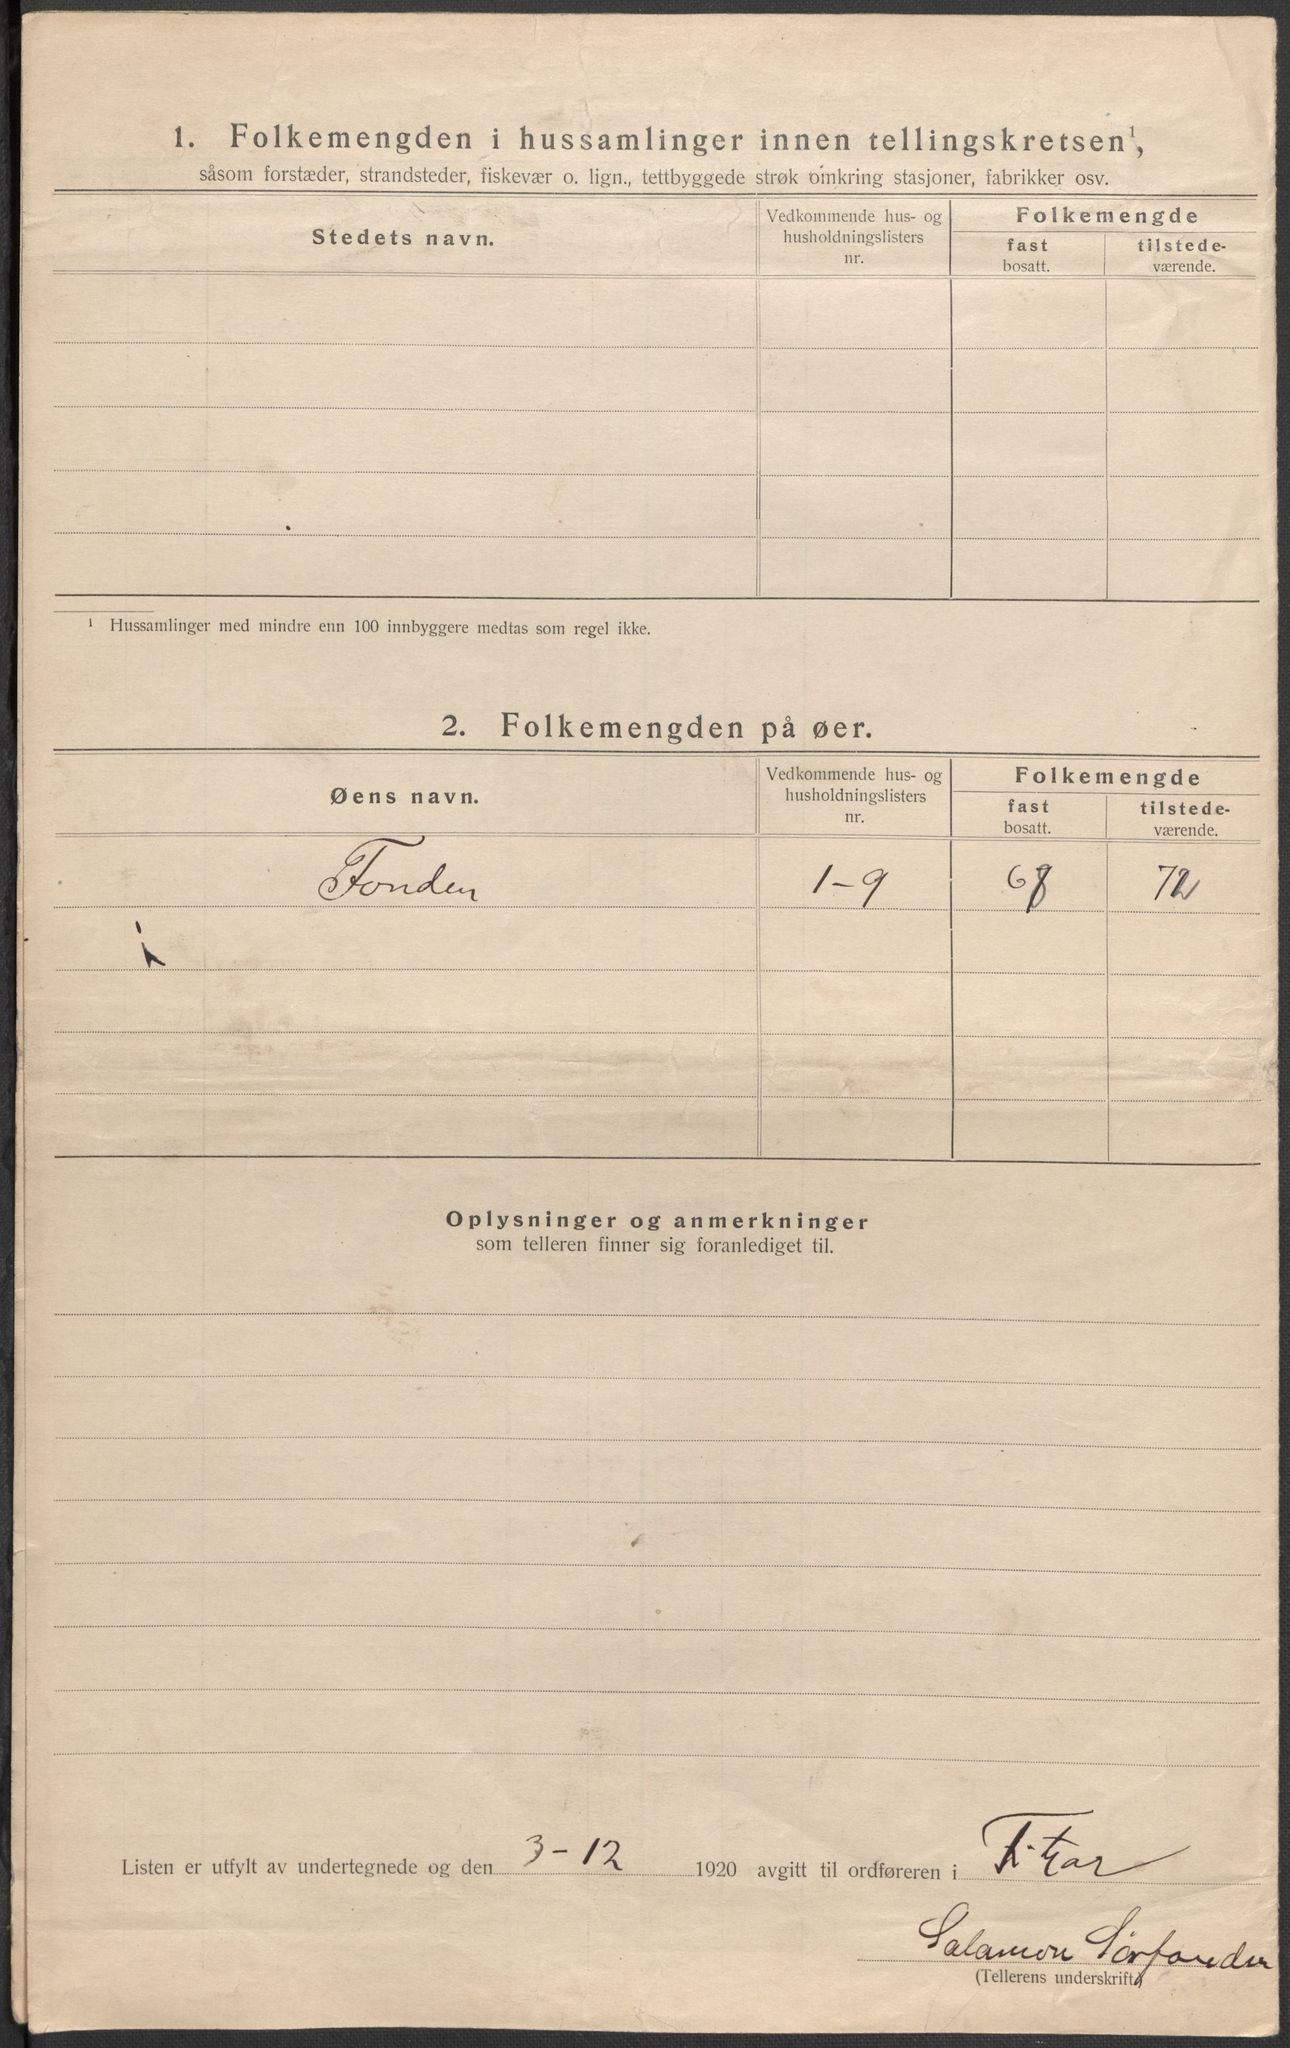 1. Folkemengden i hussamlinger innen tellingskretsen¹,
såsom forstæder, strandsteder, fiskevær o. lign., tettbyggede strøk omkring stasjoner, fabrikker osv.
Stedets navn.
Vedkommende hus- og
husholdningslisters
nr.
Folkemengde
fast
bosatt.
tilstede-
værende.
¹ Hussamlinger med mindre enn 100 innbyggere medtas som regel ikke.
2. Folkemengden på øer.
Øens navn.
Vedkommende hus- og
husholdningslisters
nr.
Folkemengde
fast
bosatt.
tilstede-
værende.
Fonden 1-9 68 72
Oplysninger og anmerkninger
som telleren finner sig foranlediget til.
Listen er utfylt av undertegnede og den 3-12 1920 avgitt til ordføreren i Fitjar
Salamon Sørfonden
(Tellerens underskrift)